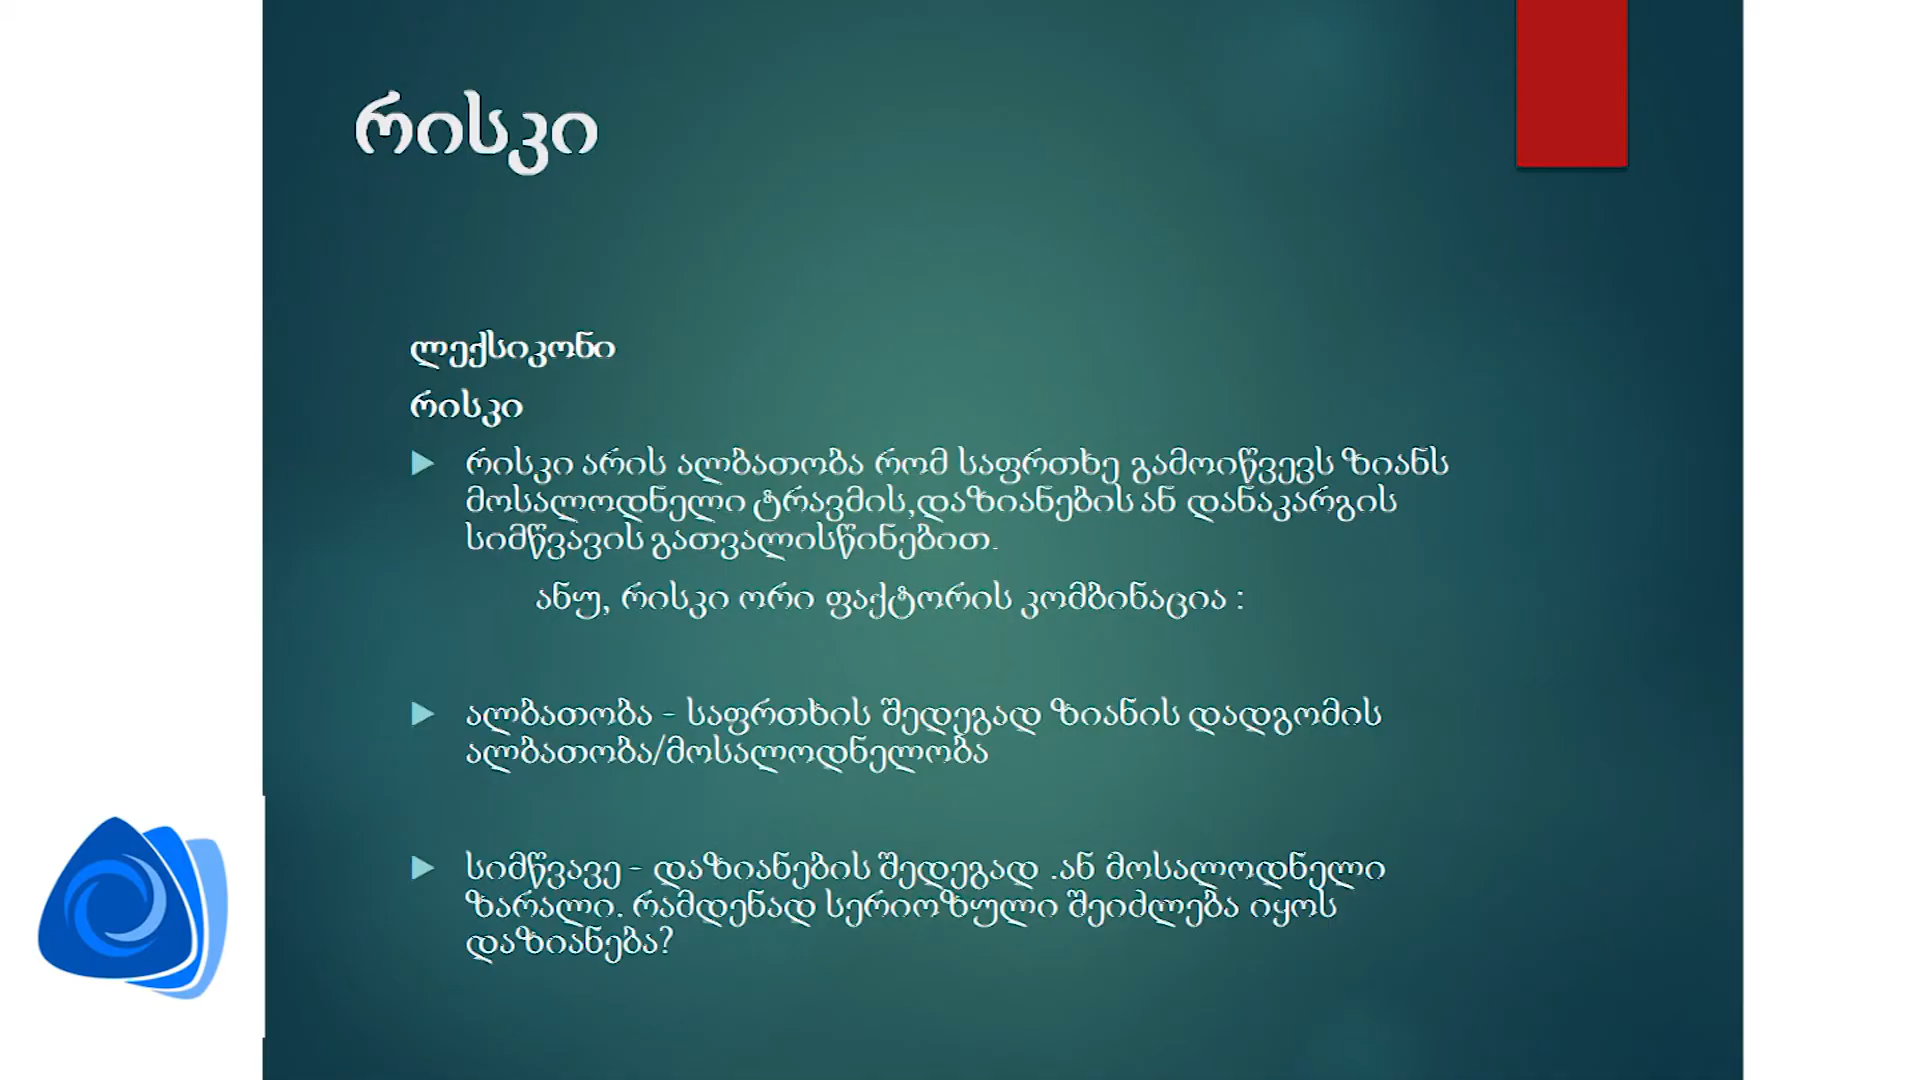 რისკი
ლექსიკონი
რისკი
რისკი არის ალბათობა რომ საფრთხე გამოიწვევს ზიანს
მოსალოდნელი ტრავმის,დაზიანების ან დანაკარგის
სიმწვავის გათვალისწინებით.
ანუ, რისკი ორი ფაქტორის კომბინაცია :
ალბათობა - საფრთხის შედეგად ზიანის დადგომის
ალბათობა/მოსალოდნელობა
სიმწვავე - დაზიანების შედეგად .ან მოსალოდნელი
ზარალი. რამდენად სერიოზული შეიძლება იყოს
დაზიანება?